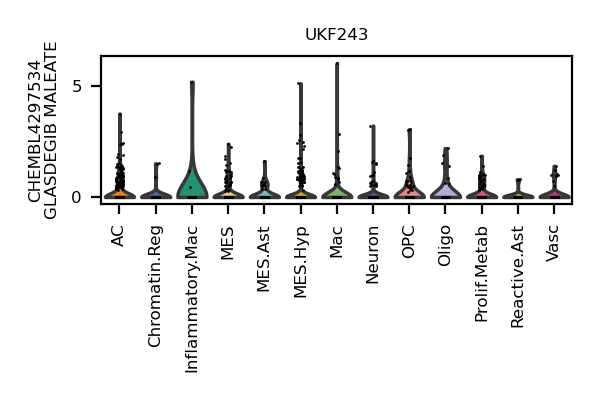 UKF243
CHEMBL4297534
GLASDEGIB MALEATE
5
0
AC
Chromatin.Reg
Inflammatory.Mac
MES
MES.Ast
MES.Hyp
Mac
Neuron
OPC
Oligo
Prolif.Metab
Reactive.Ast
Vasc